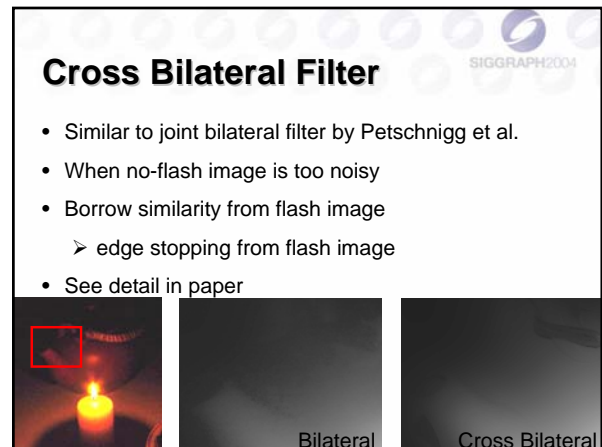 SIGGRAPH2004
Cross Bilateral Filter
• Similar to joint bilateral filter by Petschnigg et al.
• When no-flash image is too noisy
• Borrow similarity from flash image
➢ edge stopping from flash image
• See detail in paper
Bilateral
Cross Bilateral